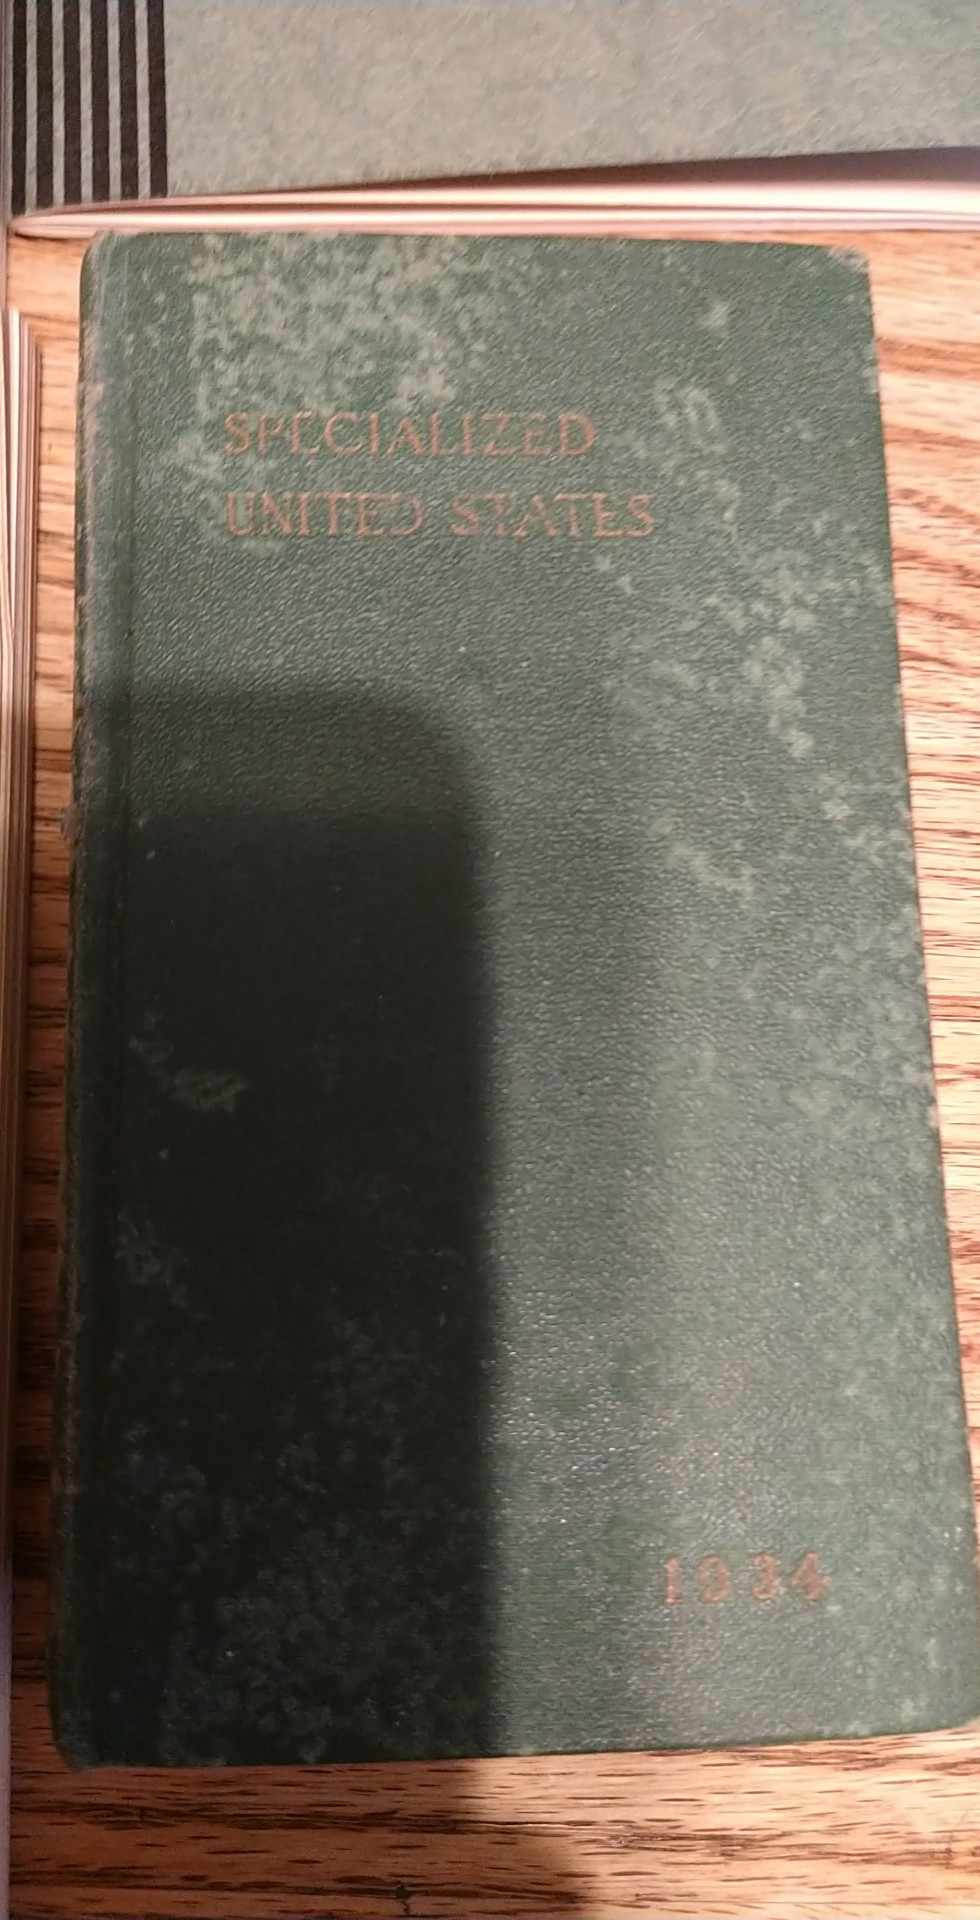 SPECIALIZED
UNITED STATES
1934